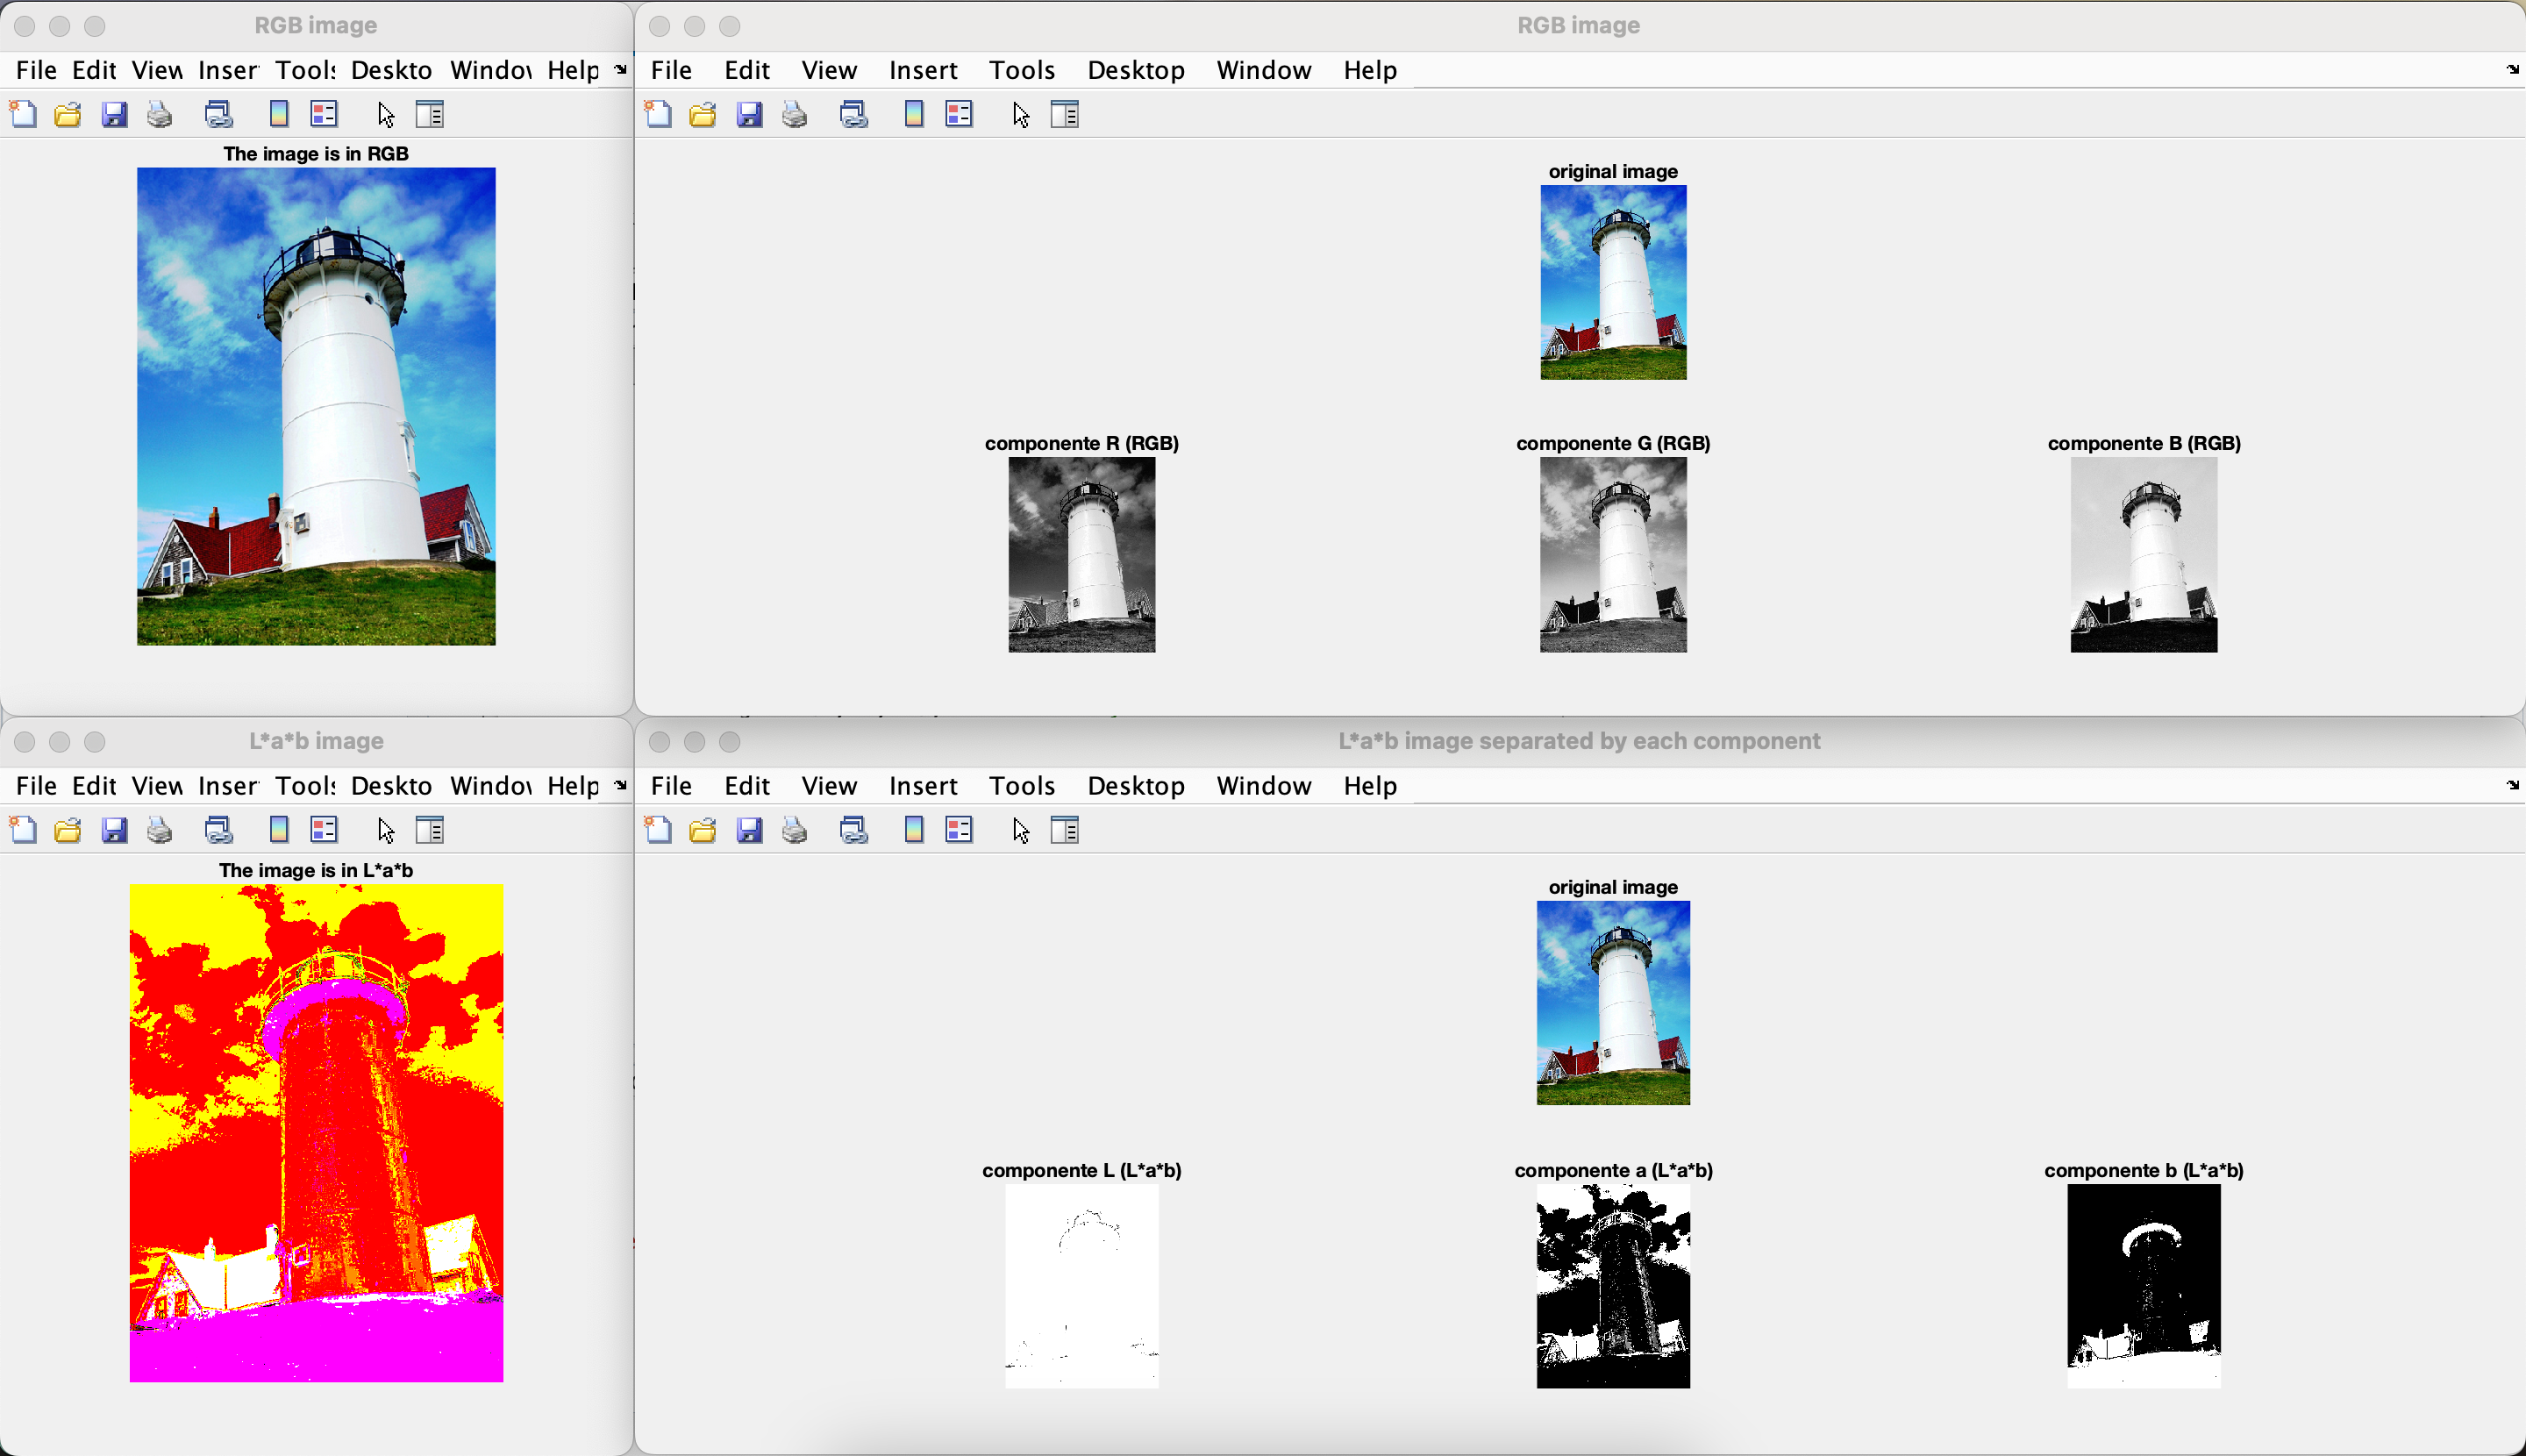 RGB image
File Edit View Inser Tools Deskto Window Help
The image is in RGB
RGB image
File Edit View Insert Tools Desktop Window Help
original image
componente R (RGB)
componente G (RGB)
componente B (RGB)
L*a*b image
File Edit View Inser Tools Deskto Window Help
The image is in L*a*b
L*a*b image separated by each component
File Edit View Insert Tools Desktop Window Help
original image
componente L (L*a*b)
componente a (L*a*b)
componente b (L*a*b)